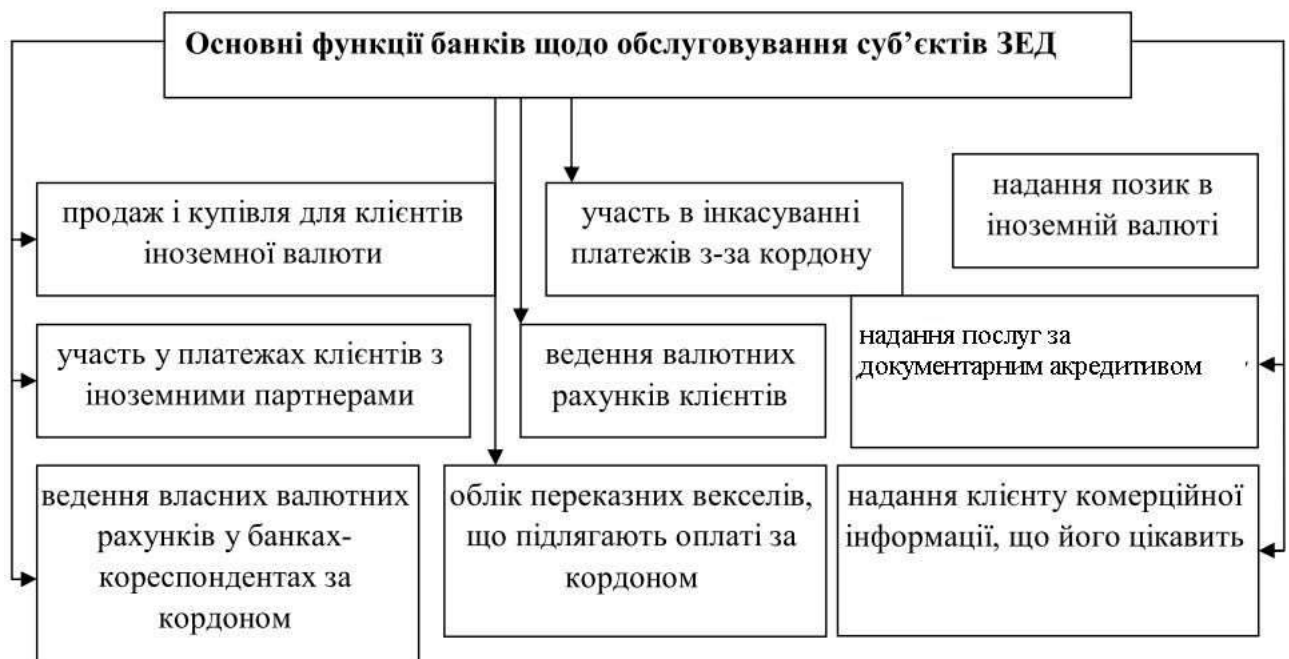 Основні функції банків щодо обслуговування суб’єктів ЗЕД
продаж і купівля для клієнтів
іноземної валюти
участь в інкасуванні
платежів з-за кордону
надання позик в
іноземній валюті
участь у платежах клієнтів з
іноземними партнерами
ведення валютних
рахунків клієнтів
надання послуг за
документарним акредитивом
ведення власних валютних
рахунків у банках-
кореспондентах за
кордоном
облік переказних векселів,
що підлягають оплаті за
кордоном
надання клієнту комерційної
інформації, що його цікавить